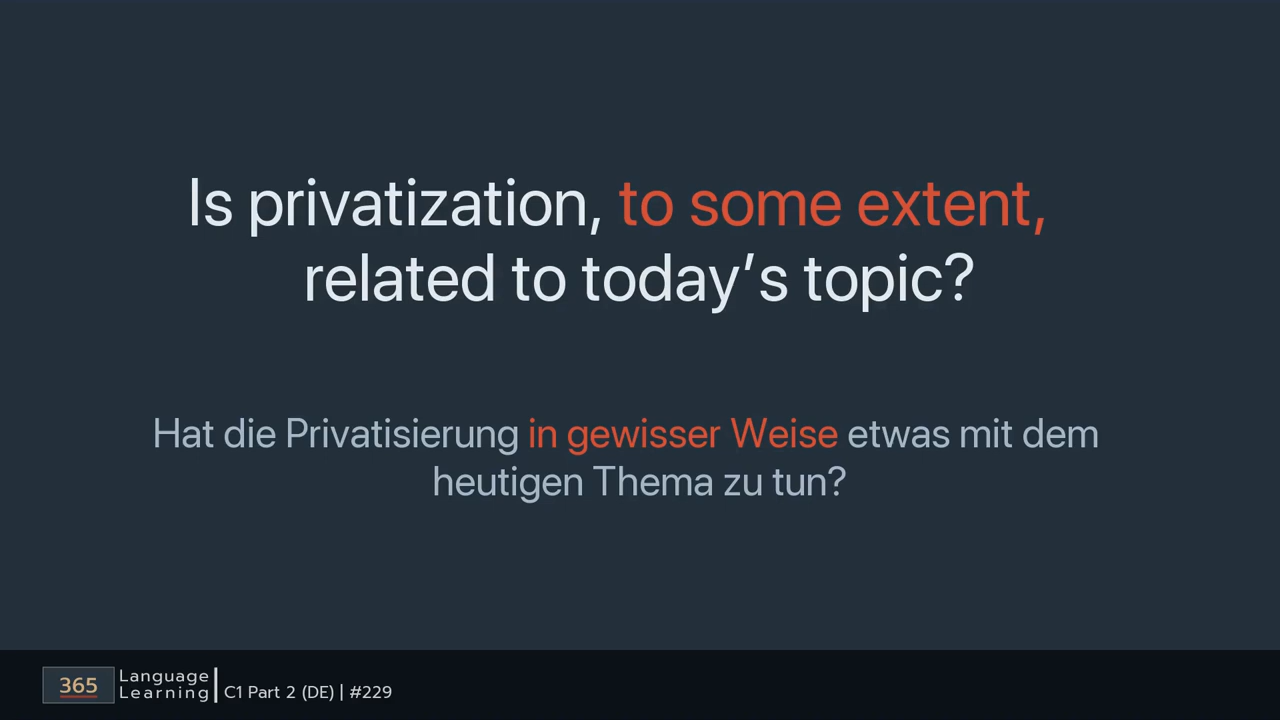 Is privatization, to some extent,
related to today's topic?
Hat die Privatisierung in gewisser Weise etwas mit dem
heutigen Thema zu tun?
365 Language
Learning
C1 Part 2 (DE) | #229